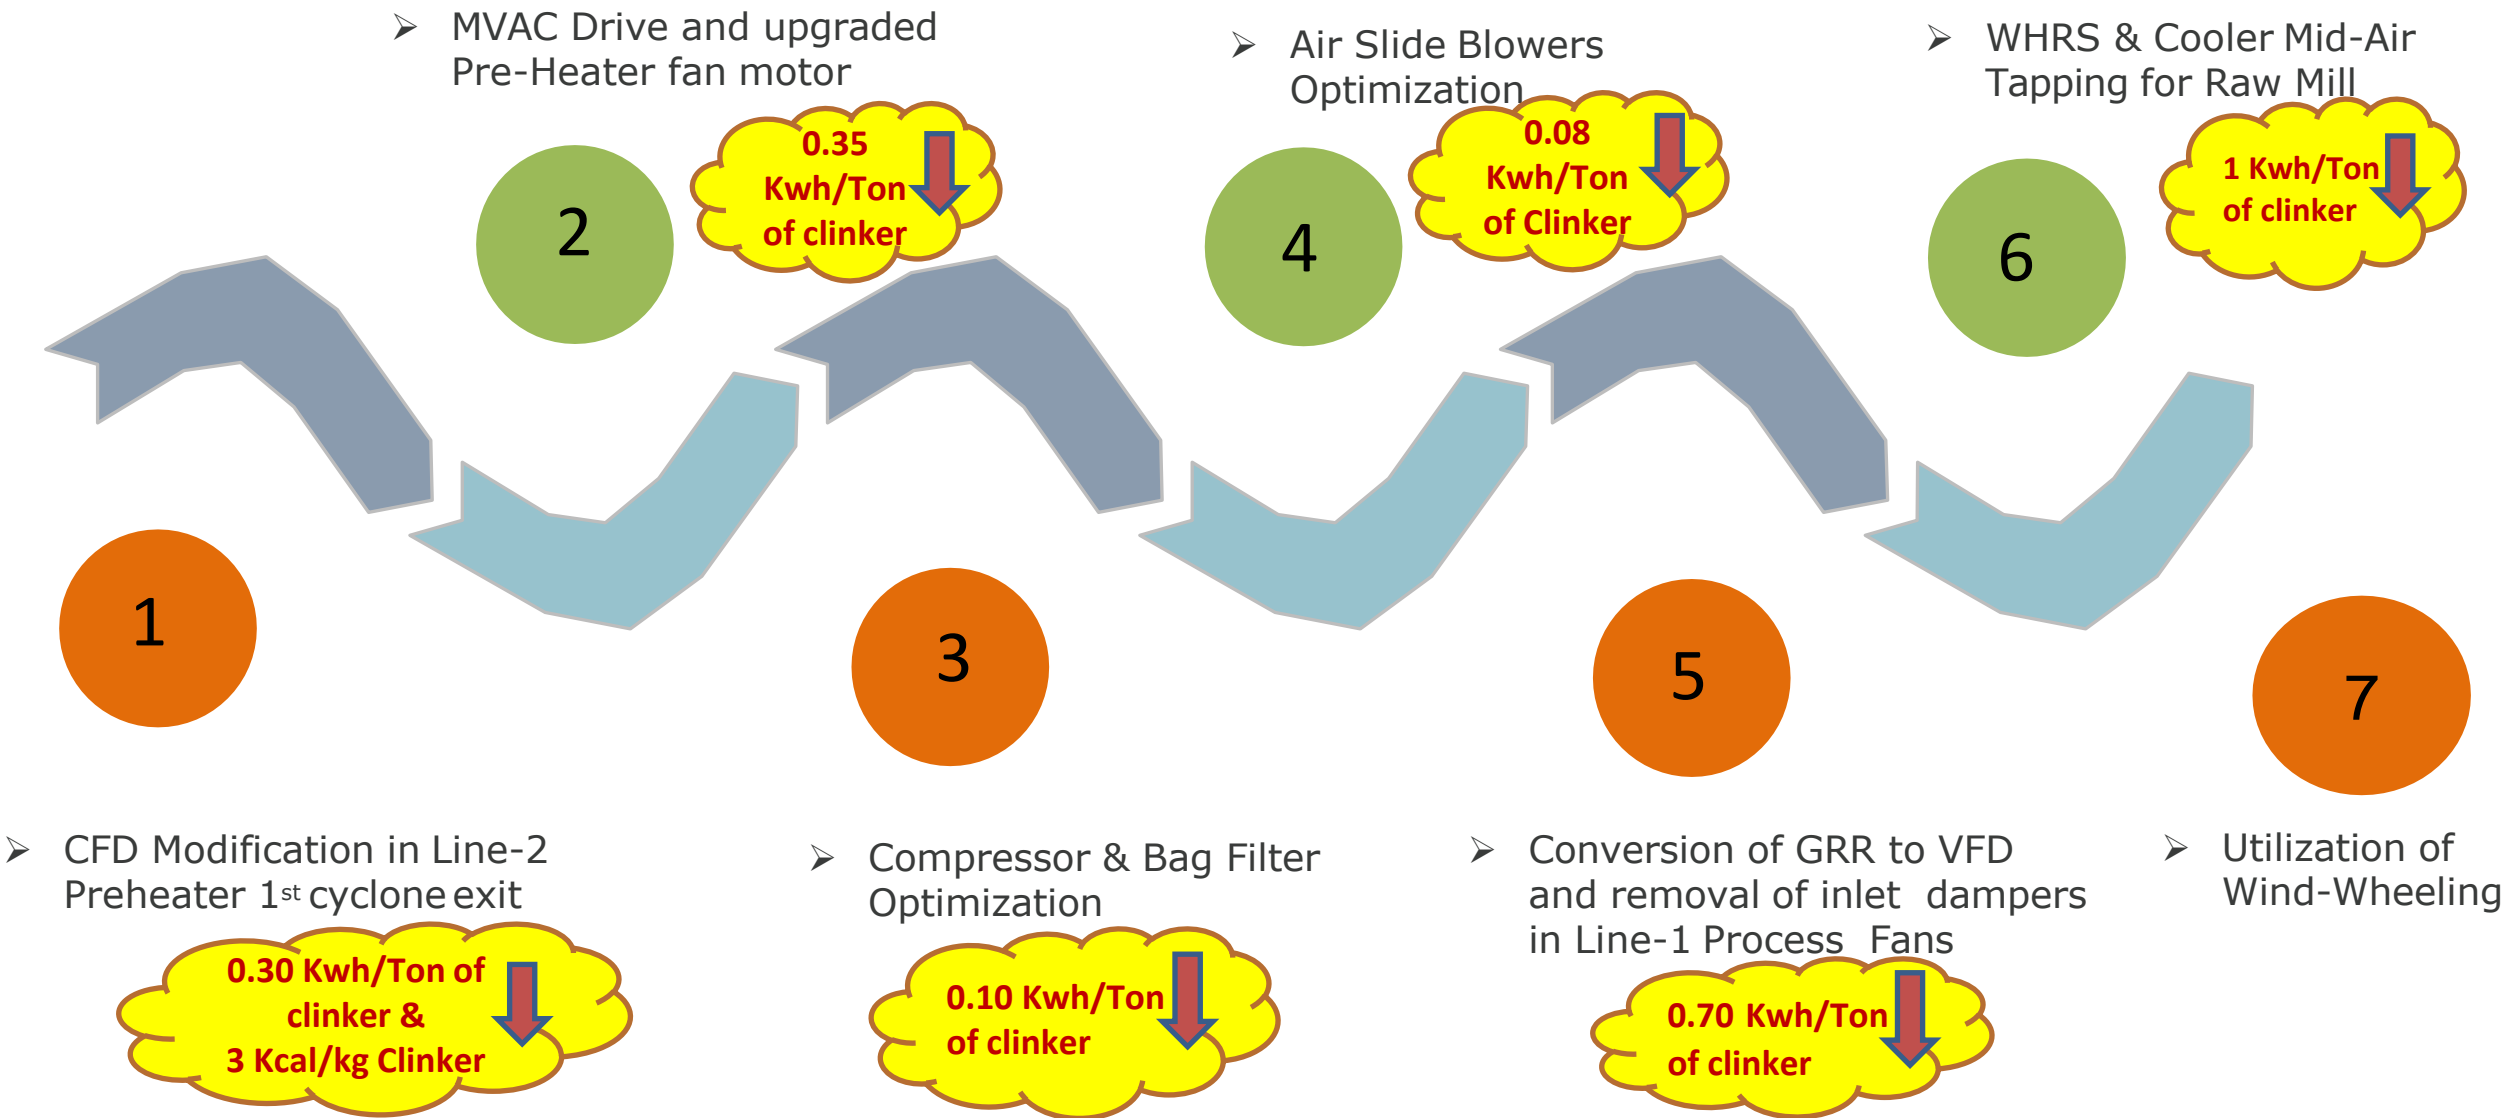 ➢ MVAC Drive and upgraded
Pre-Heater fan motor
0.35
Kwh/Ton
of clinker
2
➢ Air Slide Blowers
Optimization
0.08
Kwh/Ton
of Clinker
4
➢ WHRS & Cooler Mid-Air
Tapping for Raw Mill
1 Kwh/Ton
of clinker
6
1
3
5
7
➢ CFD Modification in Line-2
Preheater 1st cyclone exit
0.30 Kwh/Ton of
clinker &
3 Kcal/kg Clinker
➢ Compressor & Bag Filter
Optimization
0.10 Kwh/Ton
of clinker
➢ Conversion of GRR to VFD
and removal of inlet dampers
in Line-1 Process Fans
0.70 Kwh/Ton
of clinker
➢ Utilization of
Wind-Wheeling